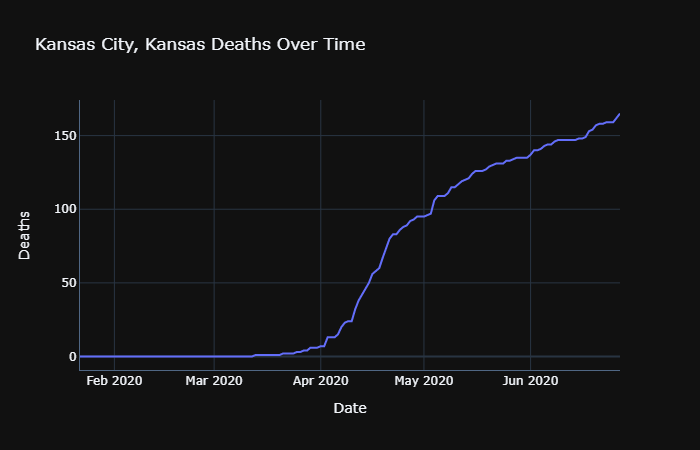 Kansas City, Kansas Deaths Over Time
150
100
50
0
Deaths
Feb 2020
Mar 2020
Apr 2020
May 2020
Jun 2020
Date